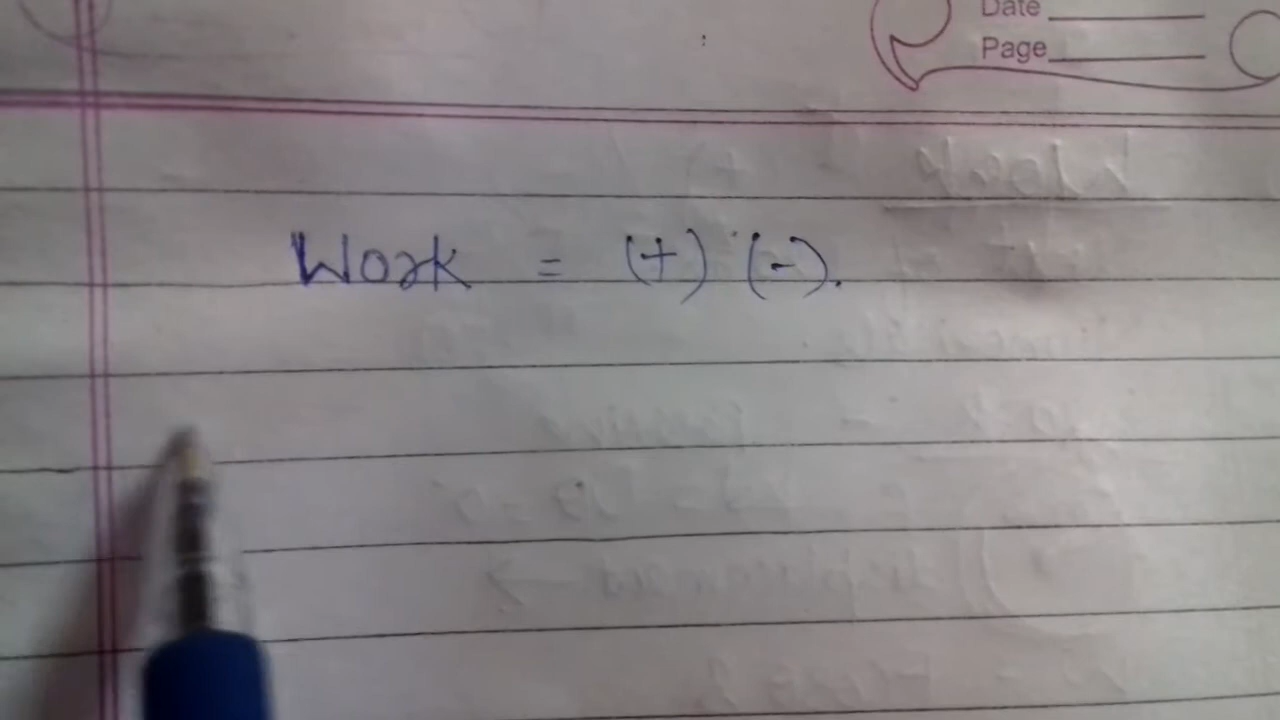 Date
Page
Work = (+) (-).